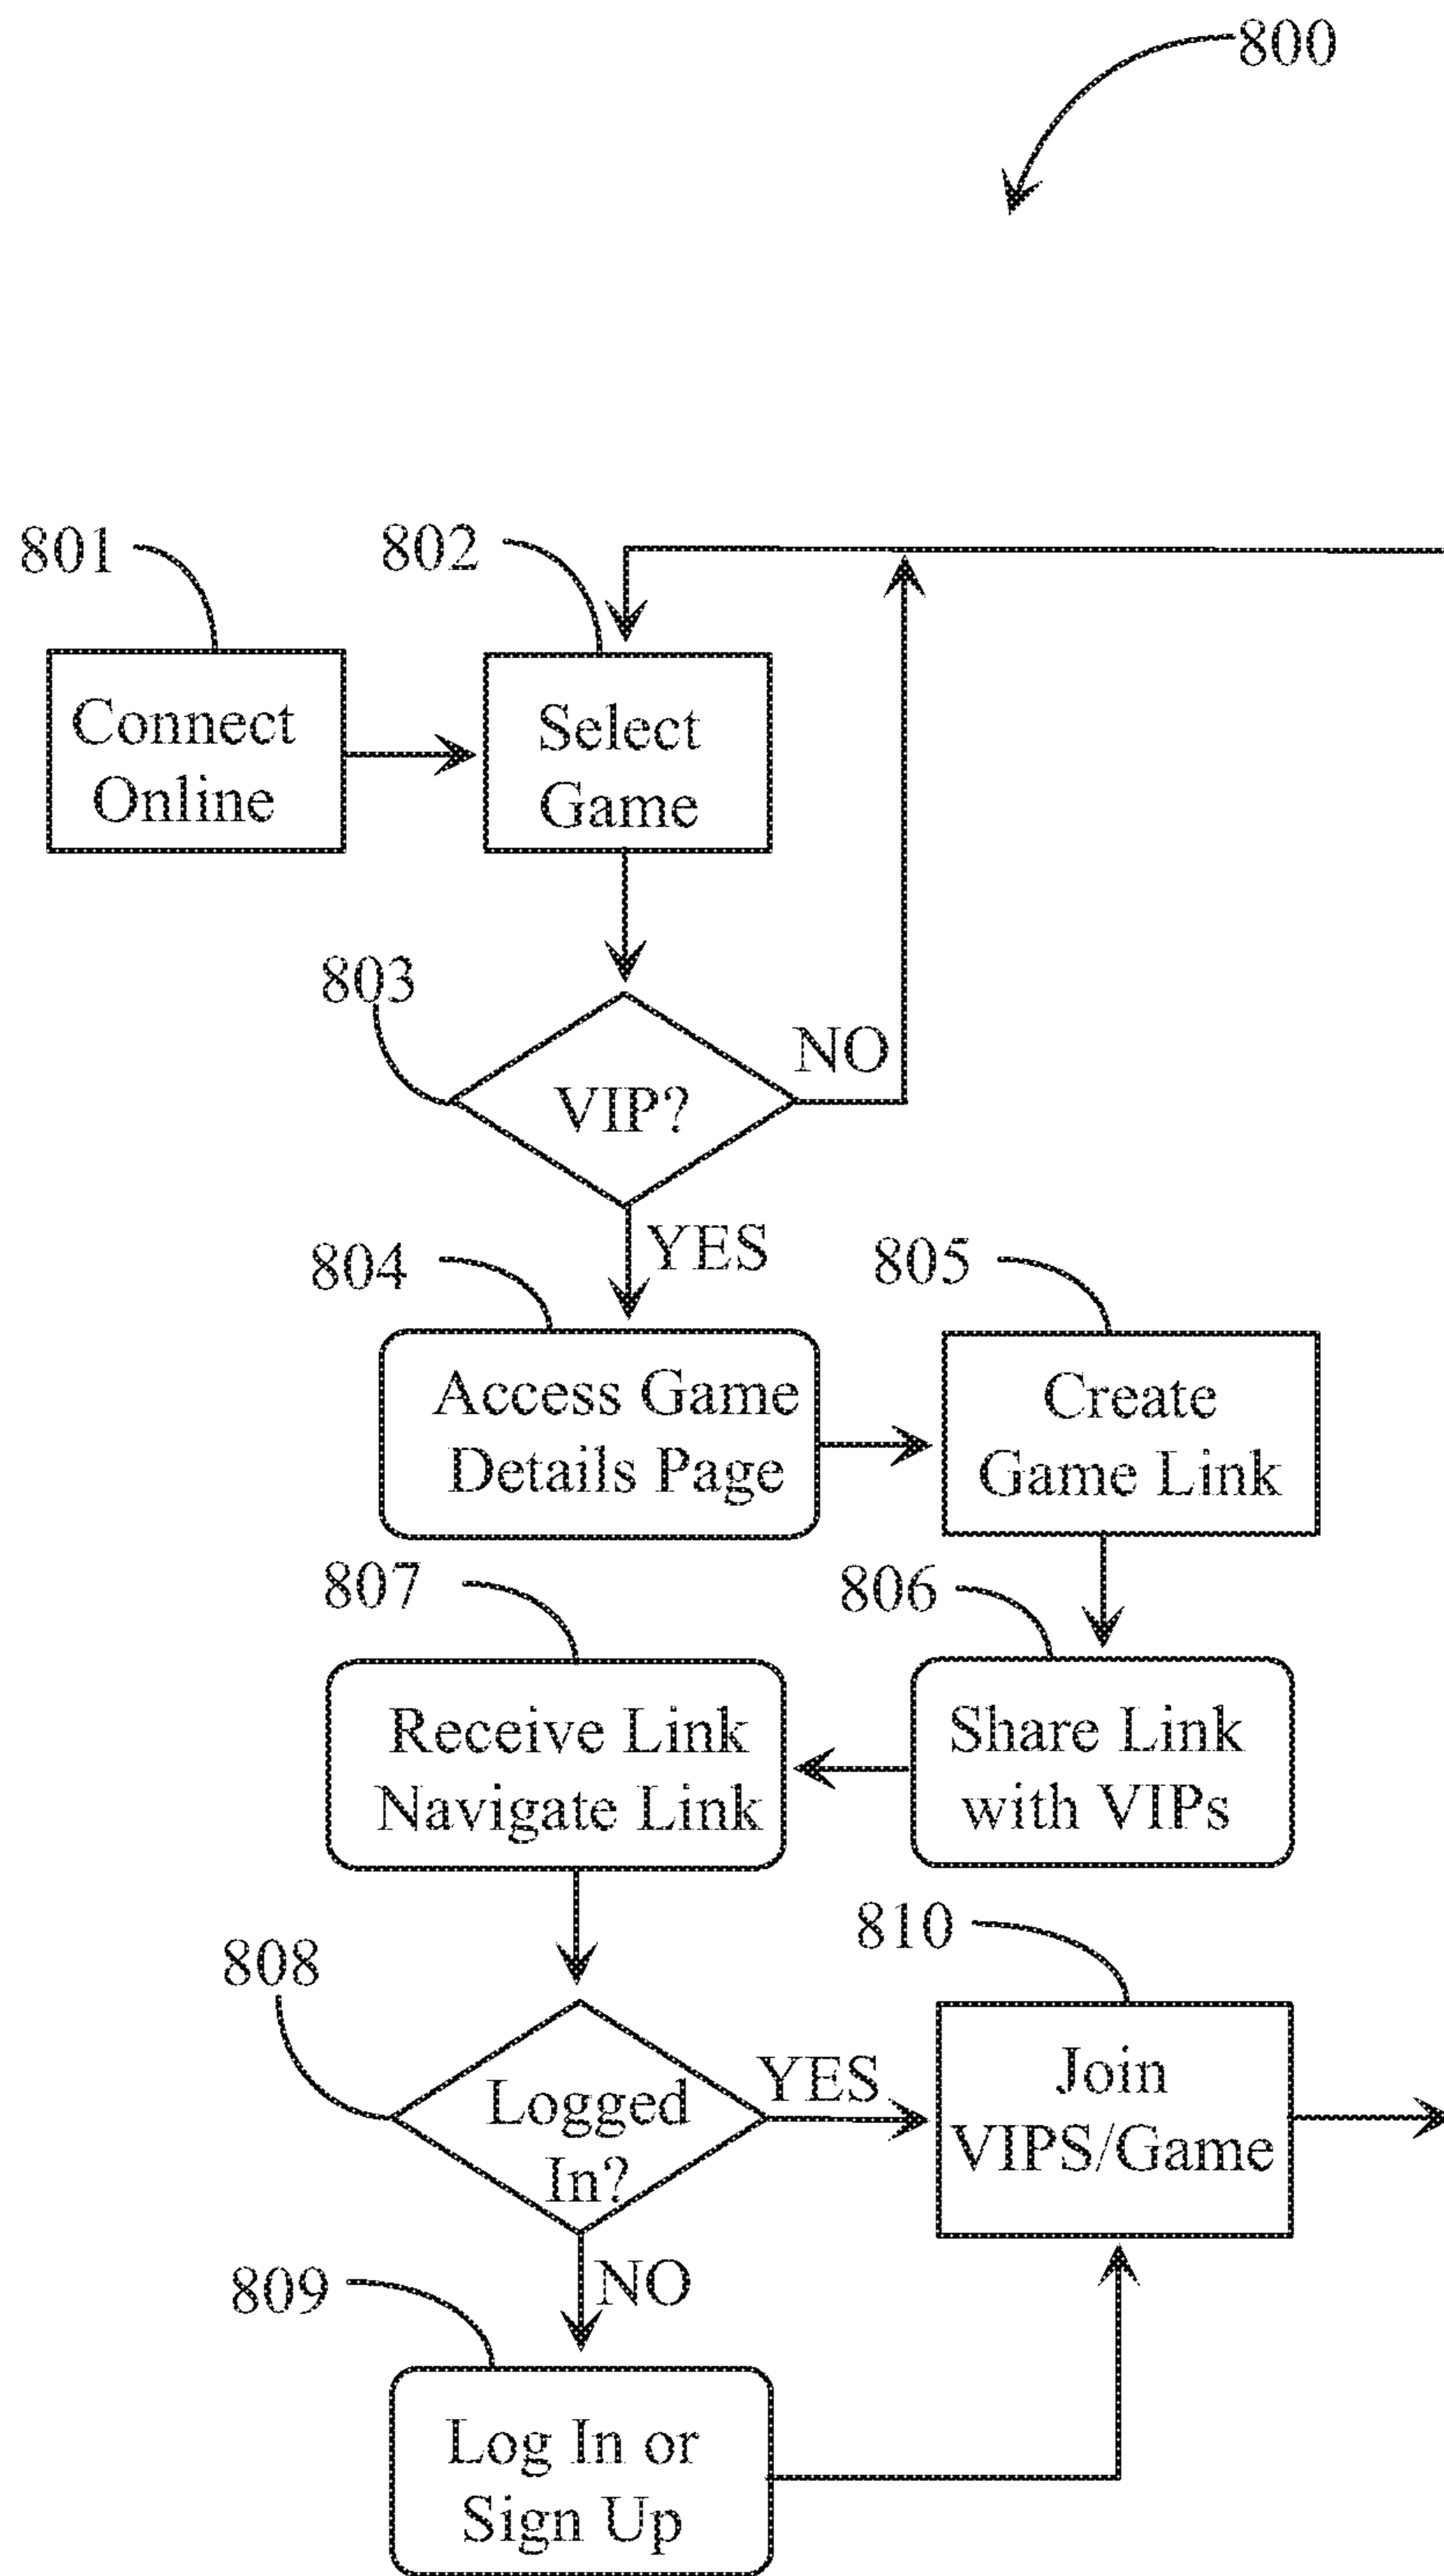 800
801
802
Connect
Online
Select
Game
803
VIP?
NO
YES
804
805
Access Game
Details Page
Create
Game Link
807
806
Receive Link
Navigate Link
Share Link
with VIPs
808
810
Logged
In?
YES
Join
VIPS/Game
NO
809
Log In or
Sign Up